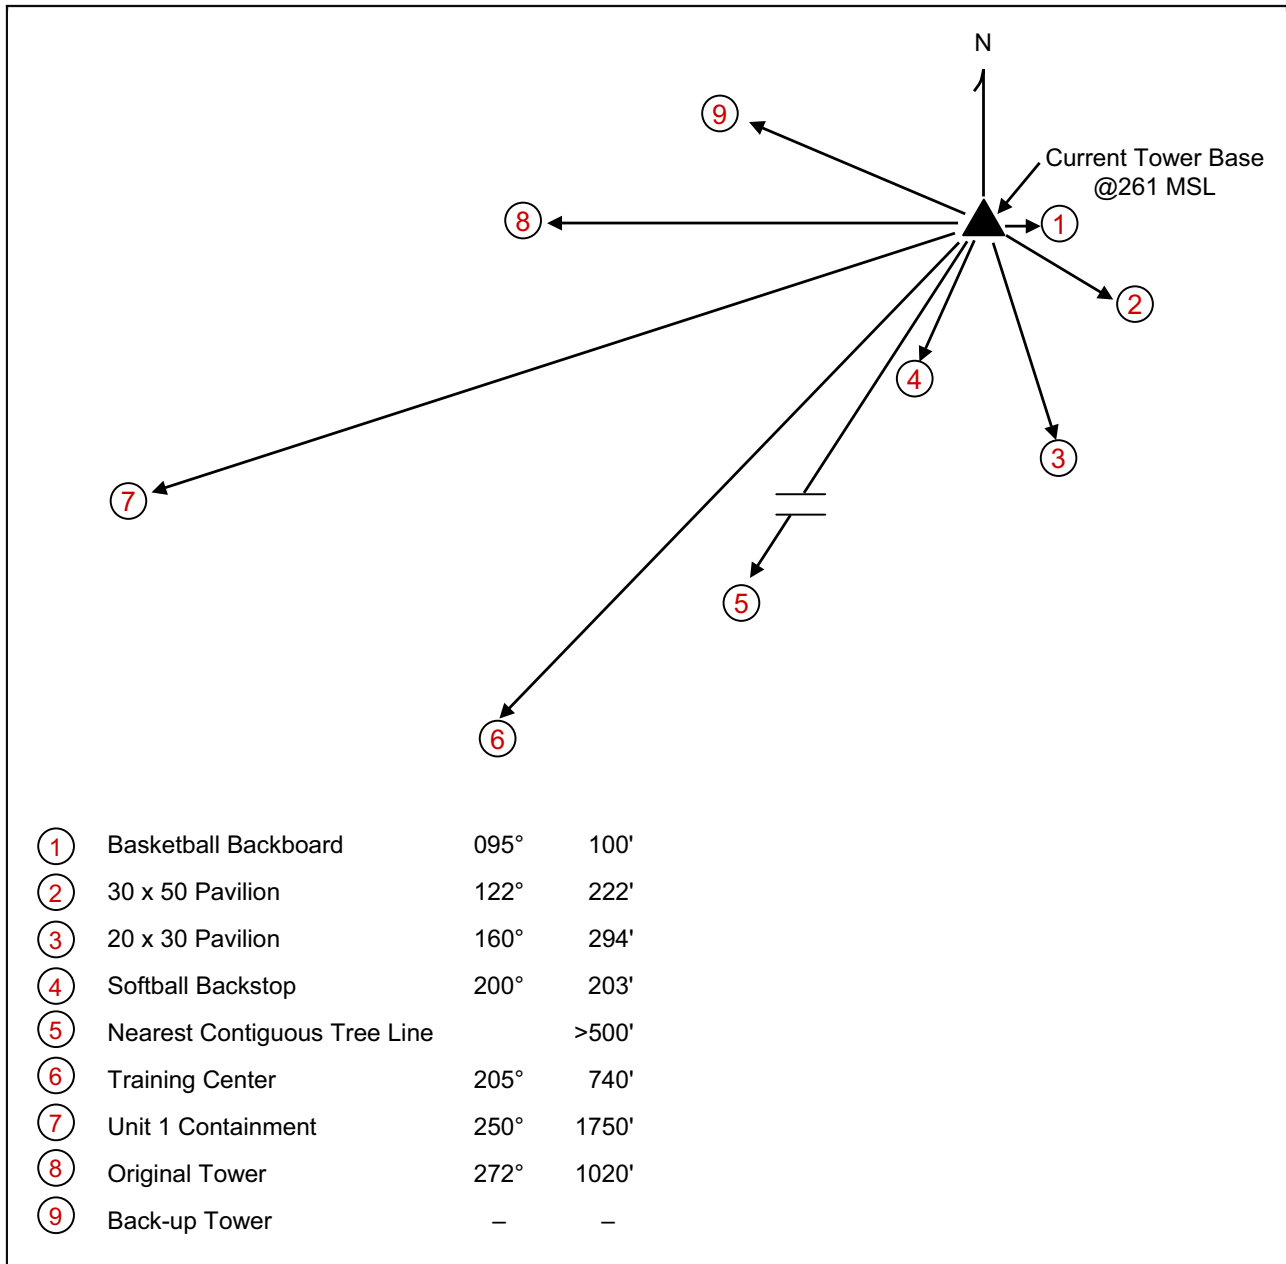 N
9
Current Tower Base
@261 MSL
8
1
2
4
3
7
5
6
1 Basketball Backboard 095° 100'
2 30 x 50 Pavilion 122° 222'
3 20 x 30 Pavilion 160° 294'
4 Softball Backstop 200° 203'
5 Nearest Contiguous Tree Line >500'
6 Training Center 205° 740'
7 Unit 1 Containment 250° 1750'
8 Original Tower 272° 1020'
9 Back-up Tower – –